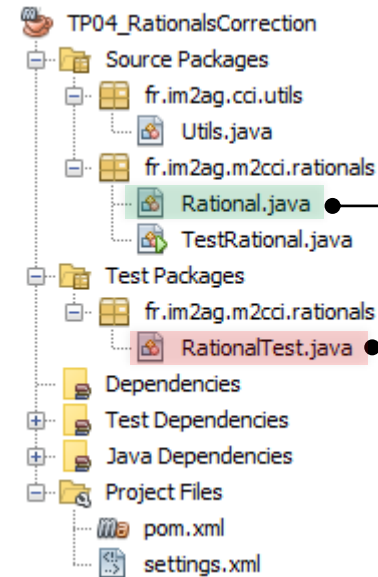 TP04_RationalsCorrection
Source Packages
fr.im2ag.cci.utils
Utils.java
fr.im2ag.m2cci.rationals
Rational.java
TestRational.java
Test Packages
fr.im2ag.m2cci.rationals
RationalTest.java
Dependencies
Test Dependencies
Java Dependencies
Project Files
pom.xml
settings.xml